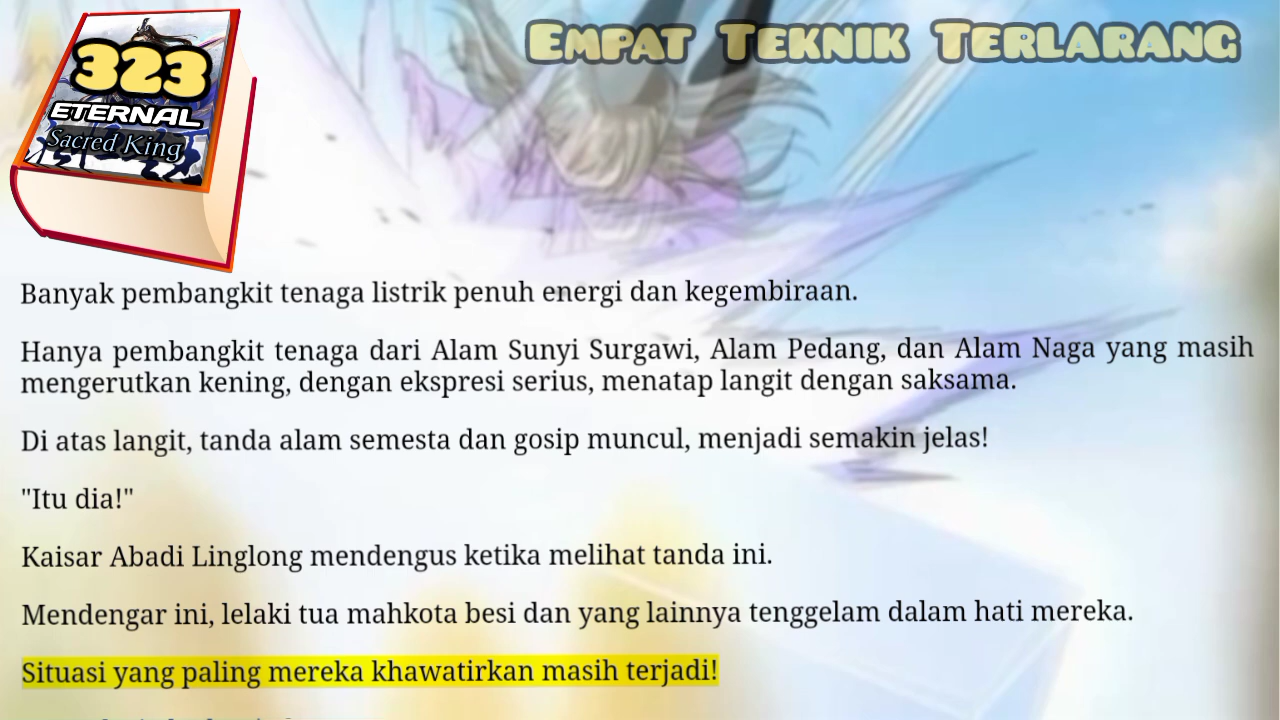 323
ETERNAL
Sacred King
EMPAT TEKNIK TERLARANG
Banyak pembangkit tenaga listrik penuh energi dan kegembiraan.
Hanya pembangkit tenaga dari Alam Sunyi Surgawi, Alam Pedang, dan Alam Naga yang masih
mengerutkan kening, dengan ekspresi serius, menatap langit dengan saksama.
Di atas langit, tanda alam semesta dan gosip muncul, menjadi semakin jelas!
"Itu dia!"
Kaisar Abadi Linglong mendengus ketika melihat tanda ini.
Mendengar ini, lelaki tua mahkota besi dan yang lainnya tenggelam dalam hati mereka.
Situasi yang paling mereka khawatirkan masih terjadi!